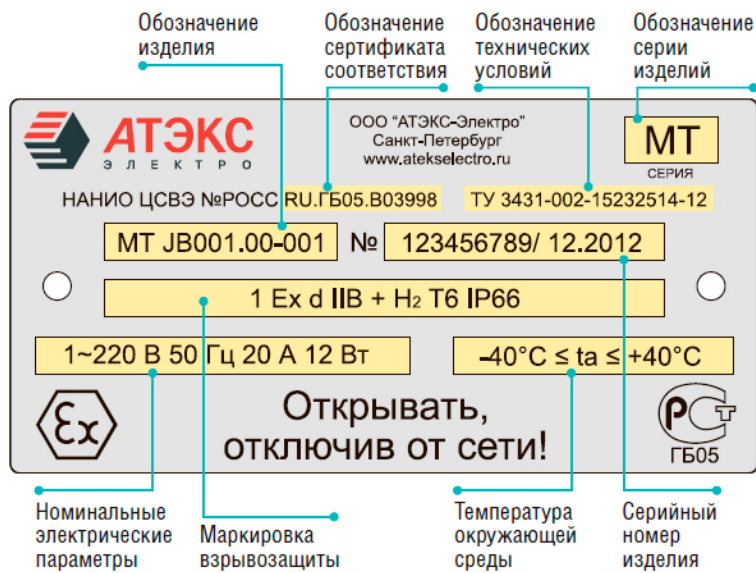 Обозначение
изделия
Обозначение
сертификата
соответствия
Обозначение
технических
условий
Обозначение
серии
изделий
АТЭКС
ЭЛЕКТРО
ООО "АТЭКС-Электро"
Санкт-Петербург
www.atekselectro.ru
МТ
СЕРИЯ
НАНИО ЦСВЭ №РОСС RU.ГБ05.В03998
ТУ 3431-002-15232514-12
МТ JB001.00-001 № 123456789/ 12.2012
1 Ex d IIB + H₂ T6 IP66
1~220 В 50 Гц 20 А 12 Вт
-40°C ≤ ta ≤ +40°C
Ex
Открывать,
отключив от сети!
РСТ
ГБ05
Номинальные
электрические
параметры
Маркировка
взрывозащиты
Температура
окружающей
среды
Серийный
номер
изделия